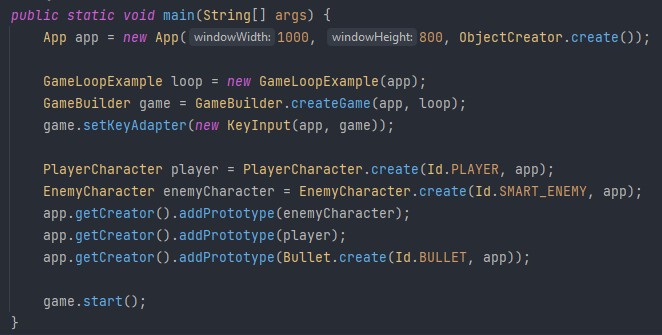 public static void main(String[] args) {
App app = new App( windowWidth: 1000, windowHeight: 800, ObjectCreator.create());
GameLoopExample loop = new GameLoopExample(app);
GameBuilder game = GameBuilder.createGame(app, loop);
game.setKeyAdapter(new KeyInput(app, game));
PlayerCharacter player = PlayerCharacter.create(Id.PLAYER, app);
EnemyCharacter enemyCharacter = EnemyCharacter.create(Id.SMART_ENEMY, app);
app.getCreator().addPrototype(enemyCharacter);
app.getCreator().addPrototype(player);
app.getCreator().addPrototype(Bullet.create(Id.BULLET, app));
game.start();
}